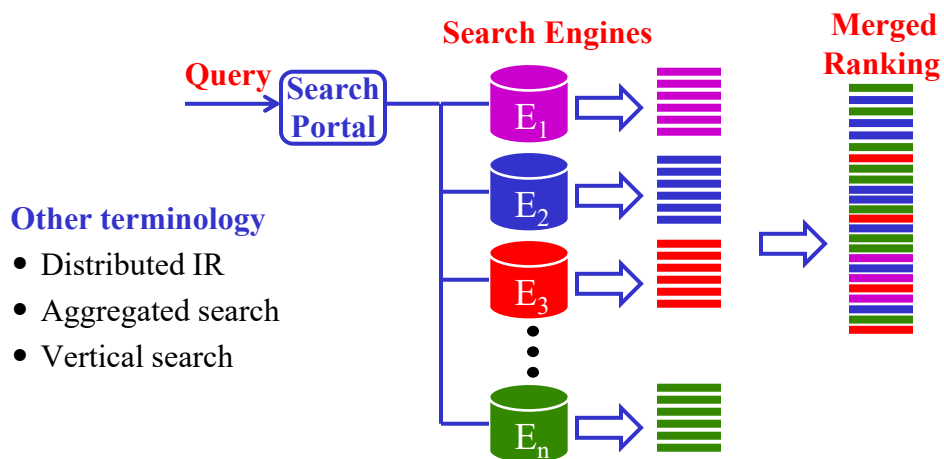 Search Engines
Merged
Ranking
Query
Search
Portal
E1
E2
E3
En
Other terminology
• Distributed IR
• Aggregated search
• Vertical search